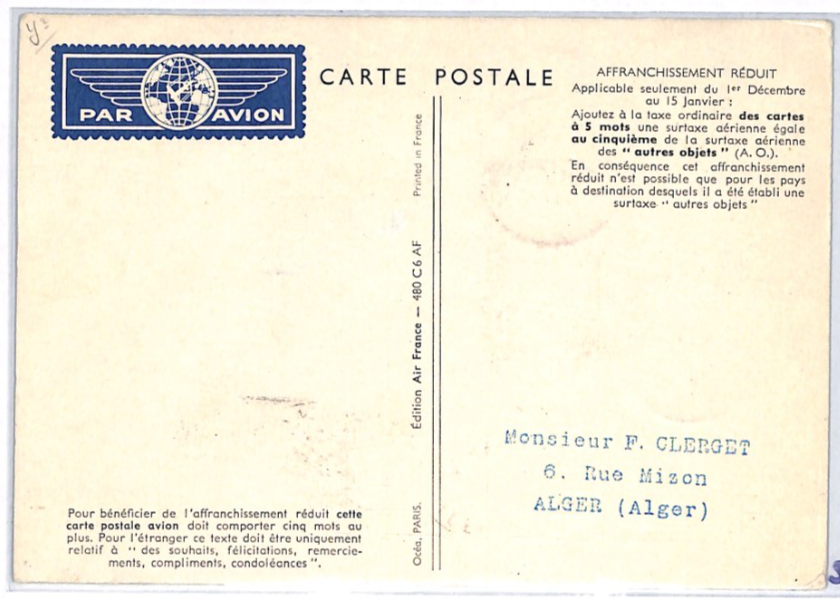 PAR AVION
CARTE POSTALE
AFFRANCHISSEMENT RÉDUIT
Applicable seulement du 1er Décembre
au 15 Janvier :
Ajoutez à la taxe ordinaire des cartes
à 5 mots une surtaxe aérienne égale
au cinquième de la surtaxe aérienne
des " autres objets " (A. O.).
En conséquence cet affranchissement
réduit n'est possible que pour les pays
à destination desquels il a été établi une
surtaxe " autres objets "
Printed in France
Édition Air France — 480 C 6 AF
Océa, PARIS.
Monsieur F. CLERGET
6. Rue Mizon
ALGER (Alger)
Pour bénéficier de l'affranchissement réduit cette
carte postale avion doit comporter cinq mots au
plus. Pour l'étranger ce texte doit être uniquement
relatif à " des souhaits, félicitations, remercie-
ments, compliments, condoléances ".